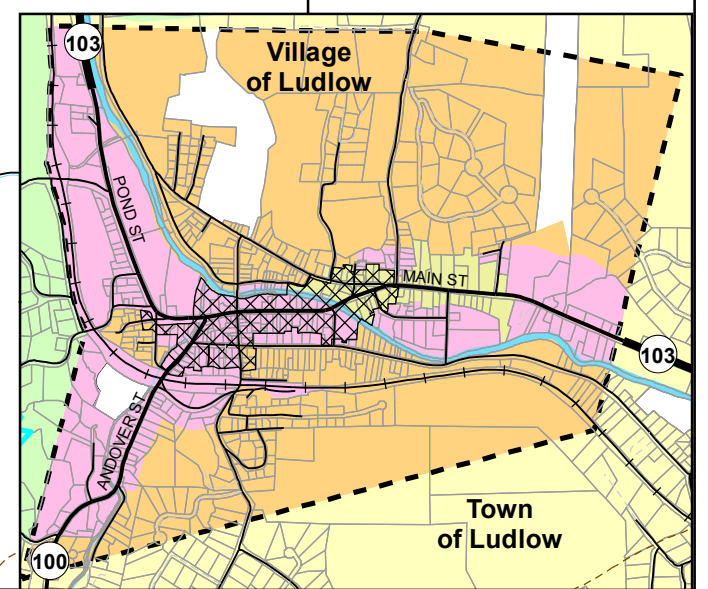 103
Village
of Ludlow
POND ST
MAIN ST
103
ANDOVER ST
Town
of Ludlow
100